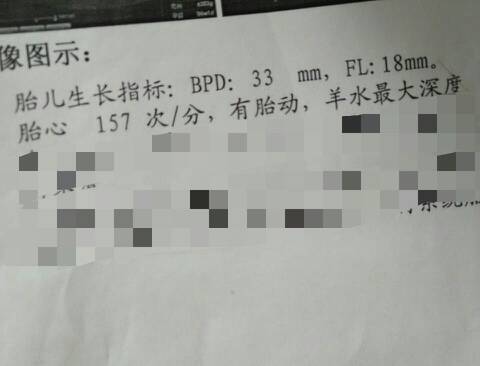 像图示：
胎儿生长指标: BPD: 33 mm, FL: 18mm。
胎心 157 次/分, 有胎动, 羊水最大深度